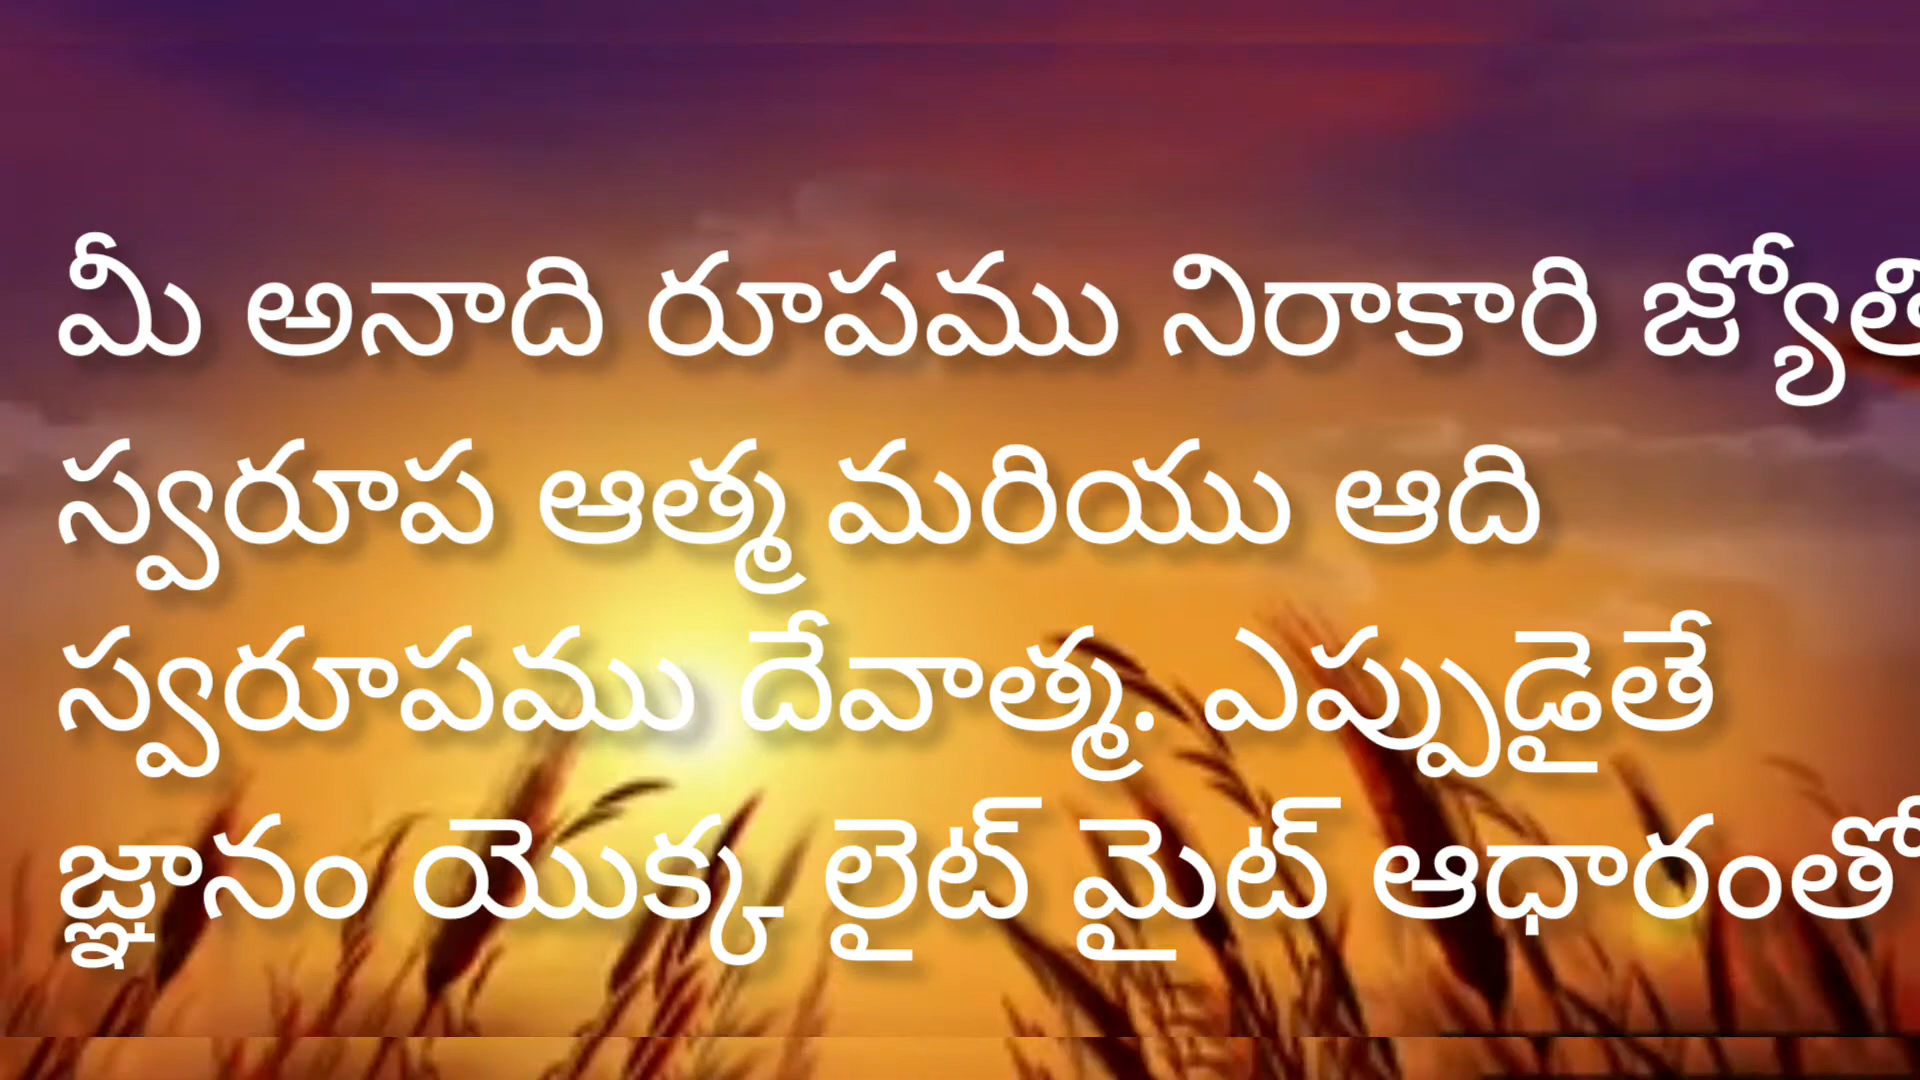 మీ అనాది రూపము నిరాకారి జ్యోతి
స్వరూప ఆత్మ మరియు ఆది
స్వరూపము దేవాత్మ. ఎప్పుడైతే
జ్ఞానం యొక్క లైట్ మైట్ ఆధారంతో